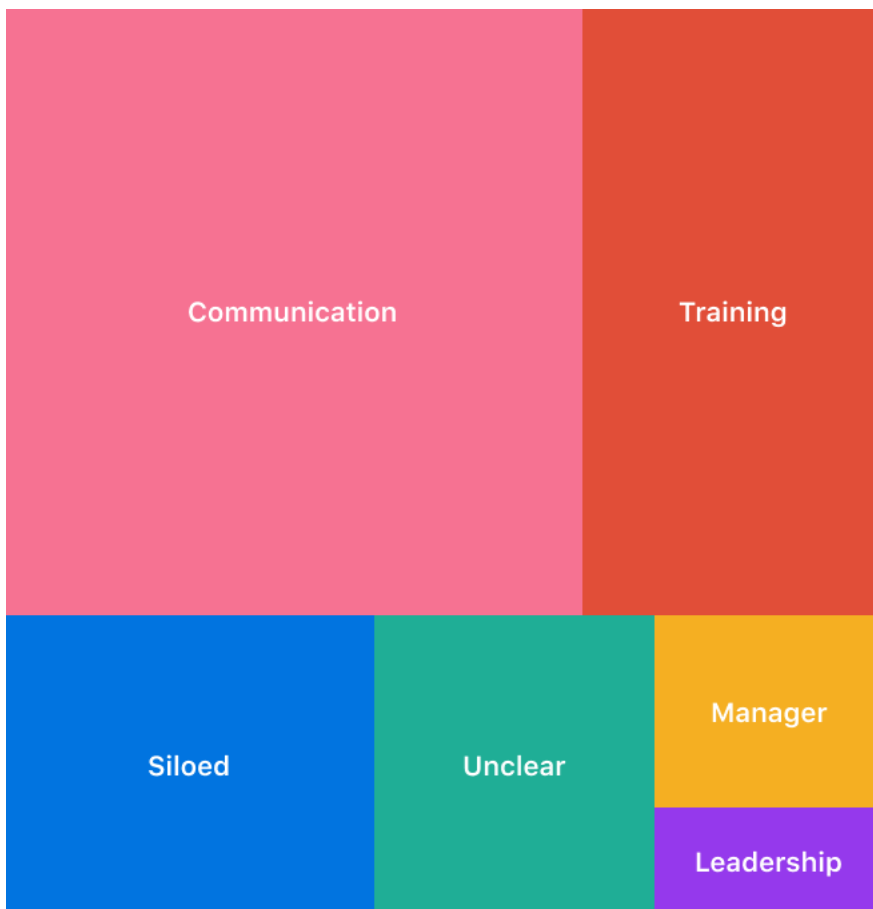 Communication
Training
Siloed
Unclear
Manager
Leadership